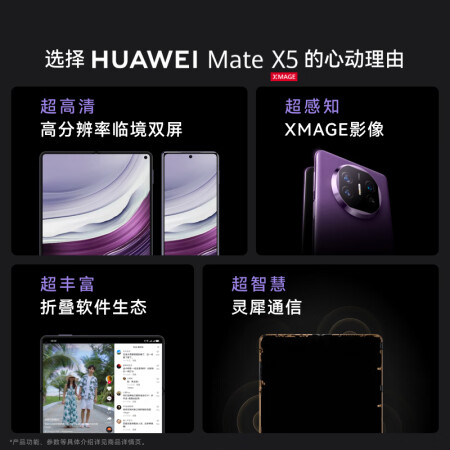 选择 HUAWEI Mate X5 的心动理由
XMAGE
超高清
高分辨率临境双屏
超感知
XMAGE影像
超丰富
折叠软件生态
超智慧
灵犀通信
*产品功能、参数等具体介绍详见商品详情页。